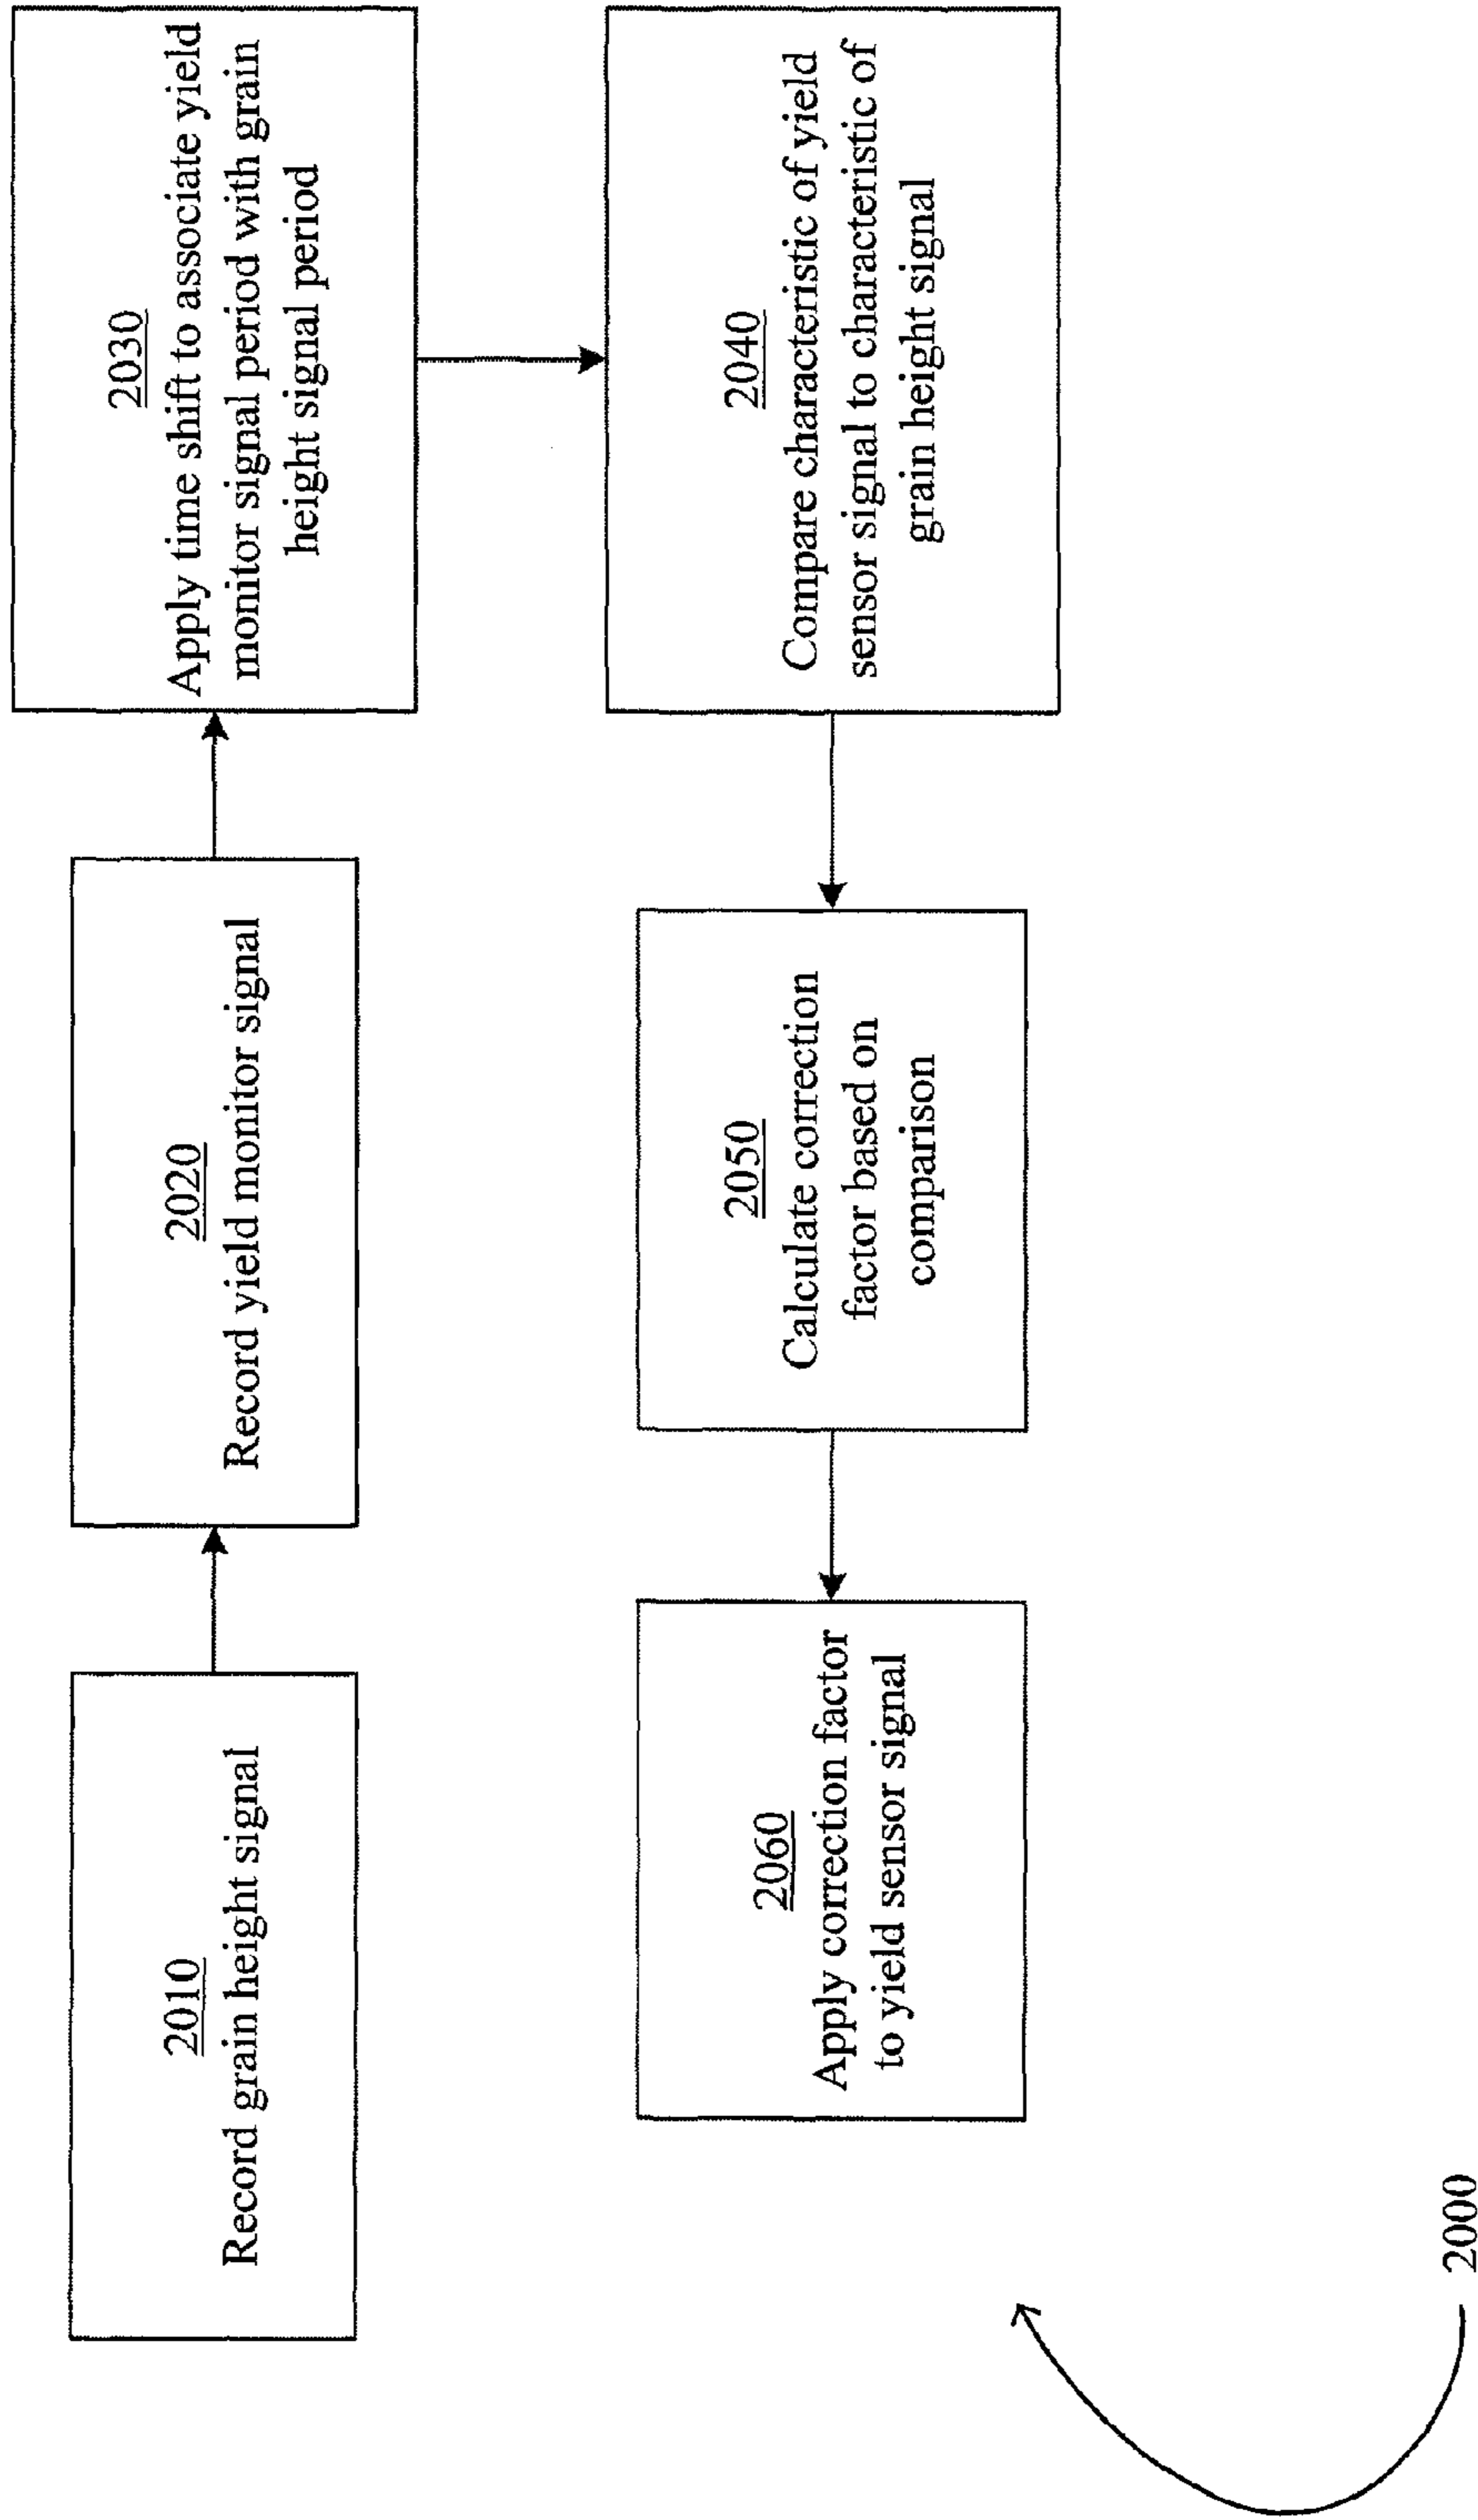 2010
Record grain height signal
2020
Record yield monitor signal
2030
Apply time shift to associate yield
monitor signal period with grain
height signal period
2040
Compare characteristic of yield
sensor signal to characteristic of
grain height signal
2050
Calculate correction
factor based on
comparison
2060
Apply correction factor
to yield sensor signal
2000